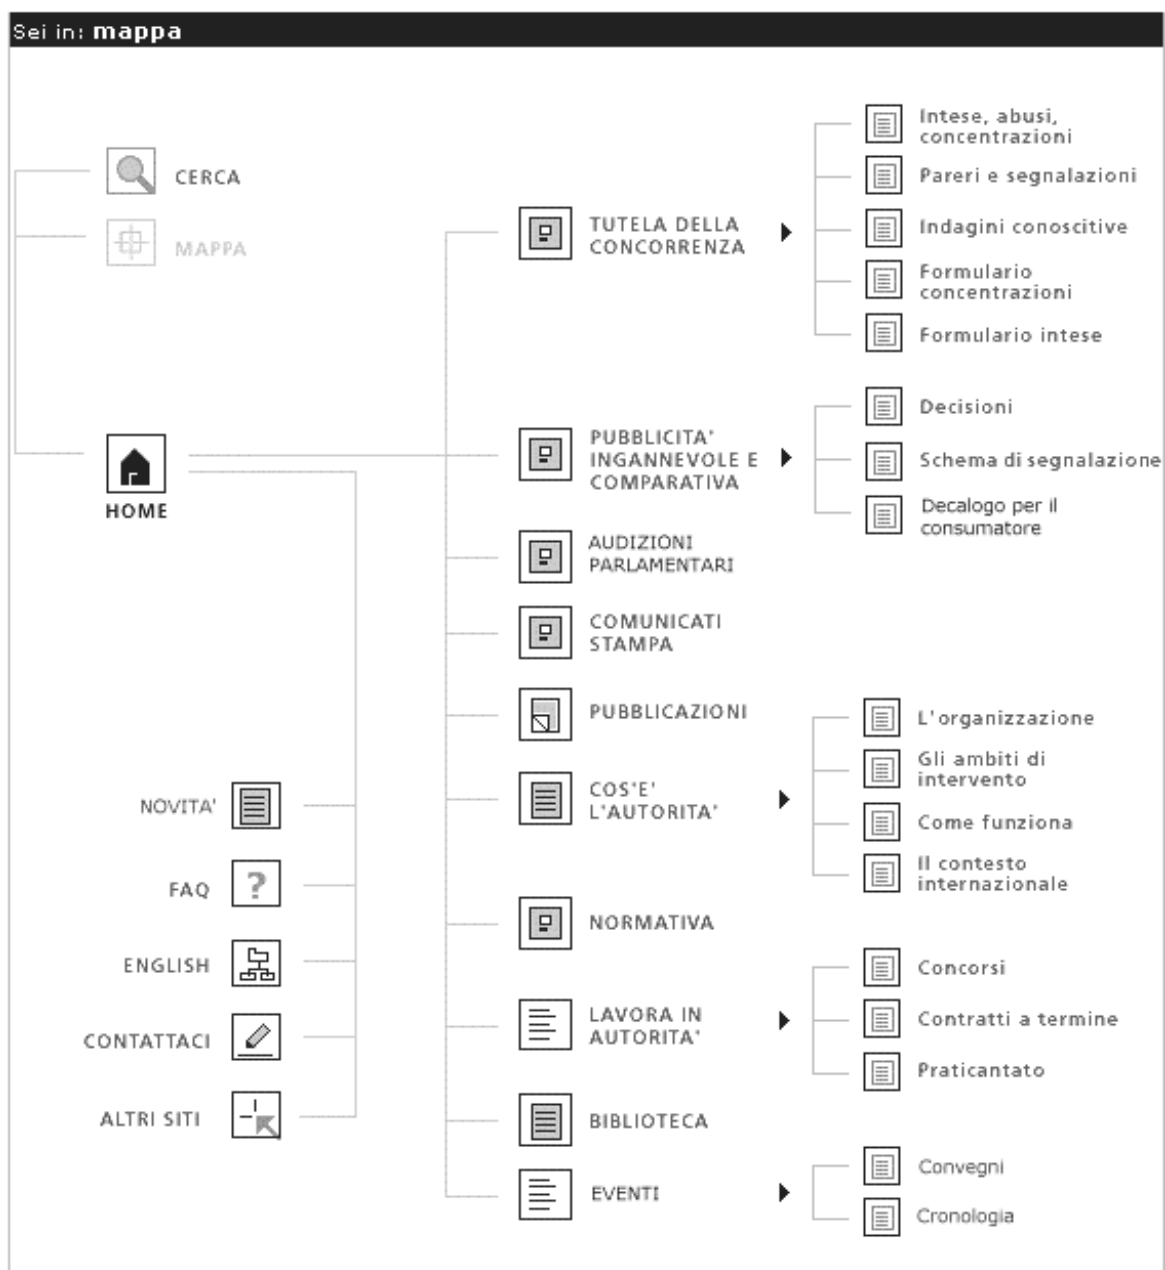 Sei in: mappa
CERCA
MAPPA
HOME
NOVITA'
FAQ
ENGLISH
CONTATTACI
ALTRI SITI
TUTELA DELLA
CONCORRENZA
Intese, abusi,
concentrazioni
Pareri e segnalazioni
Indagini conoscitive
Formulario
concentrazioni
Formulario intese
PUBBLICITA'
INGANNEVOLE E
COMPARATIVA
Decisioni
Schema di segnalazione
Decalogo per il
consumatore
AUDIZIONI
PARLAMENTARI
COMUNICATI
STAMPA
PUBBLICAZIONI
COS'E'
L'AUTORITA'
L'organizzazione
Gli ambiti di
intervento
Come funziona
Il contesto
internazionale
NORMATIVA
LAVORA IN
AUTORITA'
Concorsi
Contratti a termine
Praticantato
BIBLIOTECA
EVENTI
Convegni
Cronologia